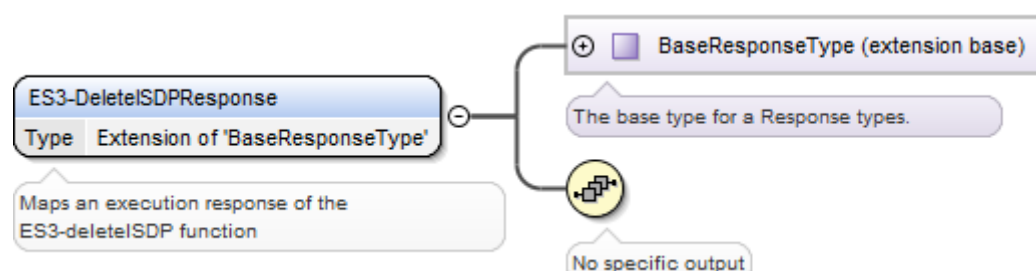 BaseResponseType (extension base)
ES3-DeleteISDPResponse
Type Extension of 'BaseResponseType'
The base type for a Response types.
Maps an execution response of the
ES3-deleteISDP function
No specific output